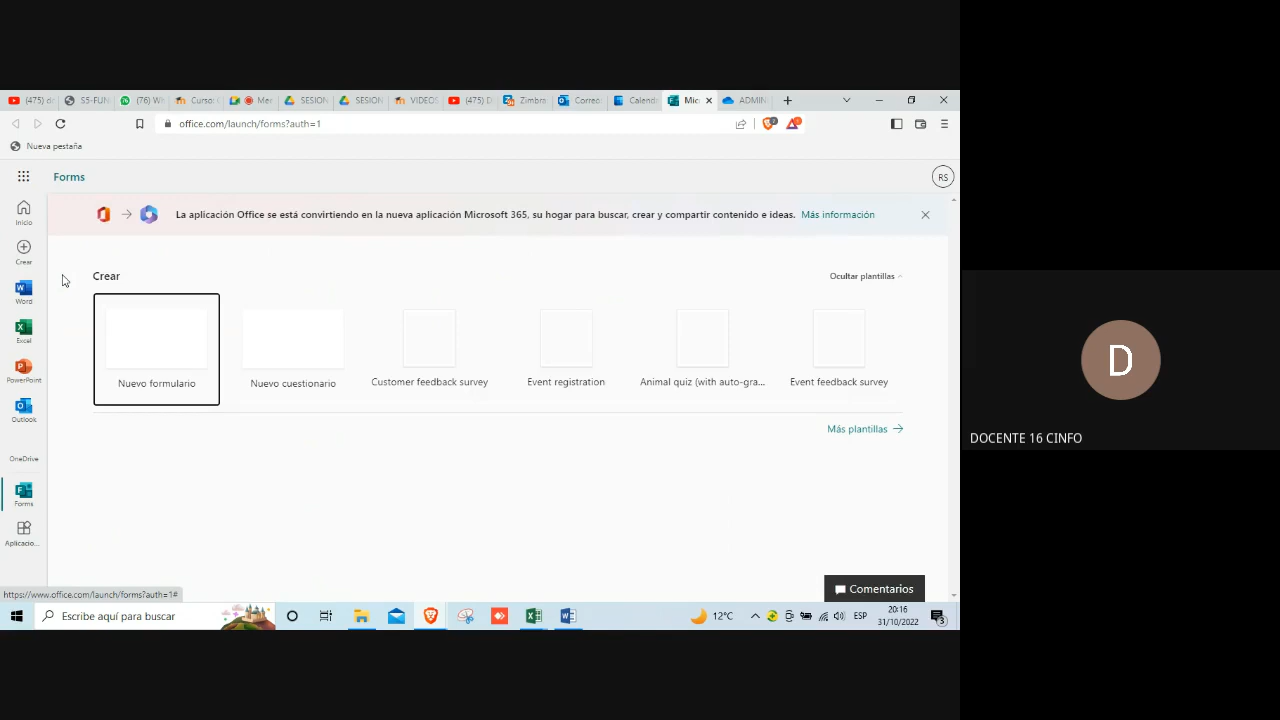 (475) d
S5-FUN
(76) W
Curso:
Me
SESION
SESION
VIDEOS
(475) D
Zimbra
Correo
Calend
Mic
ADMIN
office.com/launch/forms?auth=1
Nueva pestaña
Forms
RS
Inicio
La aplicación Office se está convirtiendo en la nueva aplicación Microsoft 365, su hogar para buscar, crear y compartir contenido e ideas. Más información
Crear
Word
Excel
PowerPoint
Outlook
OneDrive
Forms
Aplicacio...
Crear
Ocultar plantillas
Nuevo formulario
Nuevo cuestionario
Customer feedback survey
Event registration
Animal quiz (with auto-gra...
Event feedback survey
Más plantillas
Comentarios
https://www.office.com/launch/forms?auth=1#
Escribe aquí para buscar
12°C
ESP
20:16
31/10/2022
3
D
DOCENTE 16 CINFO